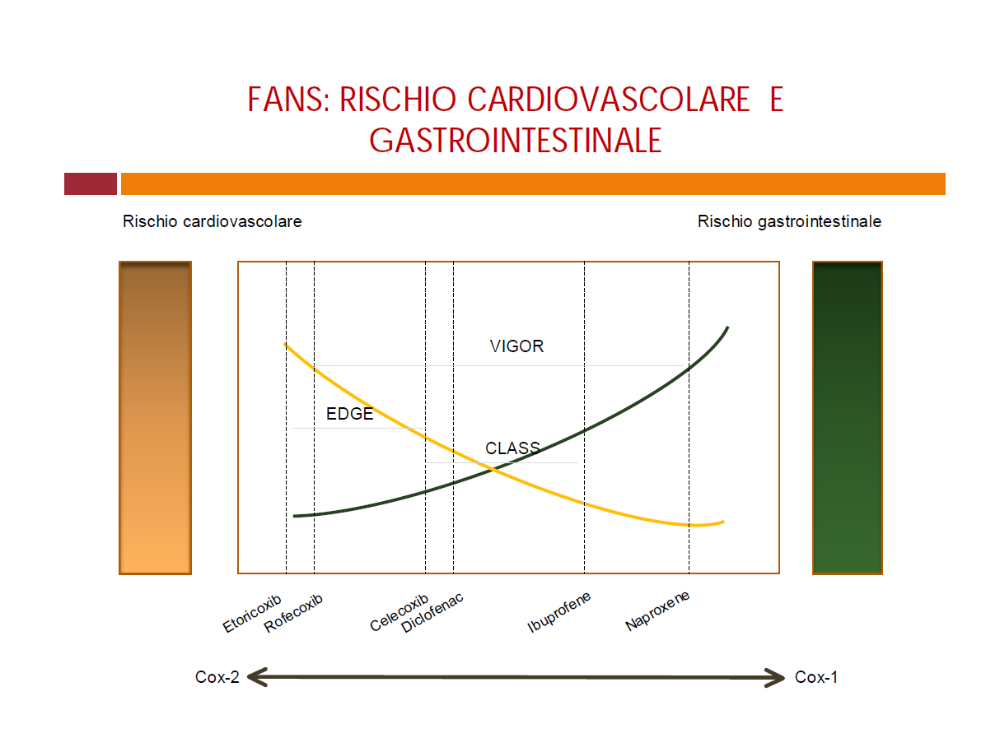 FANS: RISCHIO CARDIOVASCOLARE E
GASTROINTESTINALE
Rischio cardiovascolare
Rischio gastrointestinale
VIGOR
EDGE
CLASS
Etoricoxib
Rofecoxib
Celecoxib
Diclofenac
Ibuprofene
Naproxene
Cox-2
Cox-1